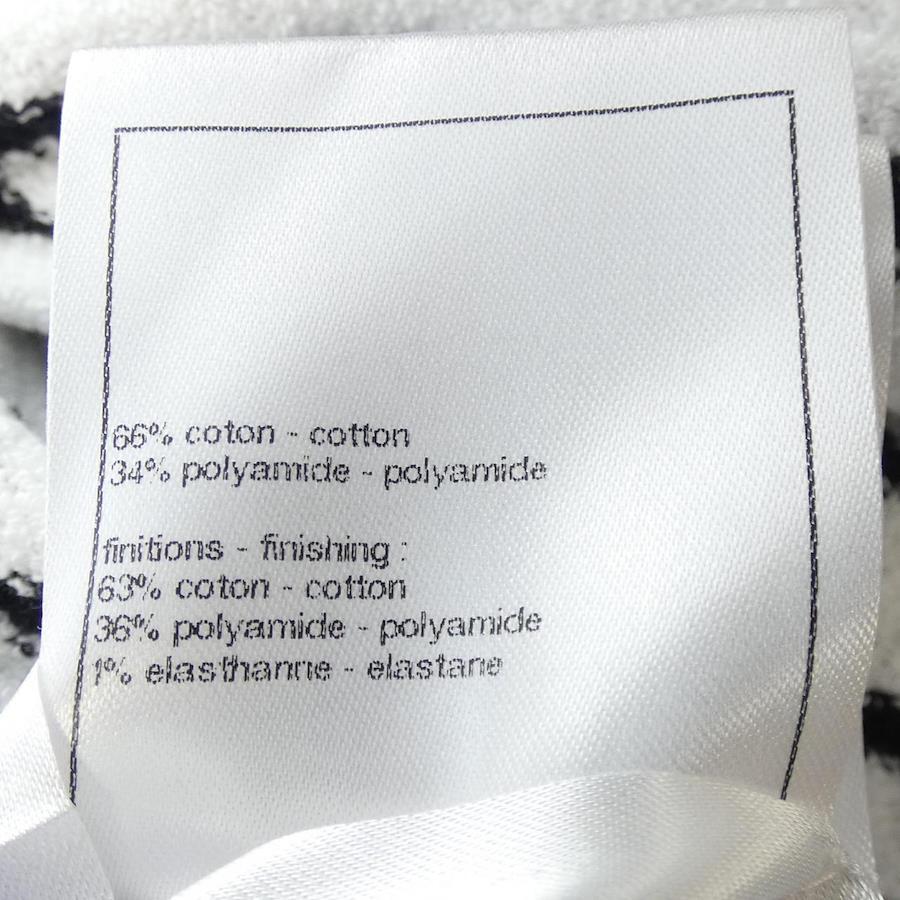 66% coton - cotton
34% polyamide - polyamide
finitions - finishing :
63% coton - cotton
36% polyamide - polyamide
1% elasthanne - elastane